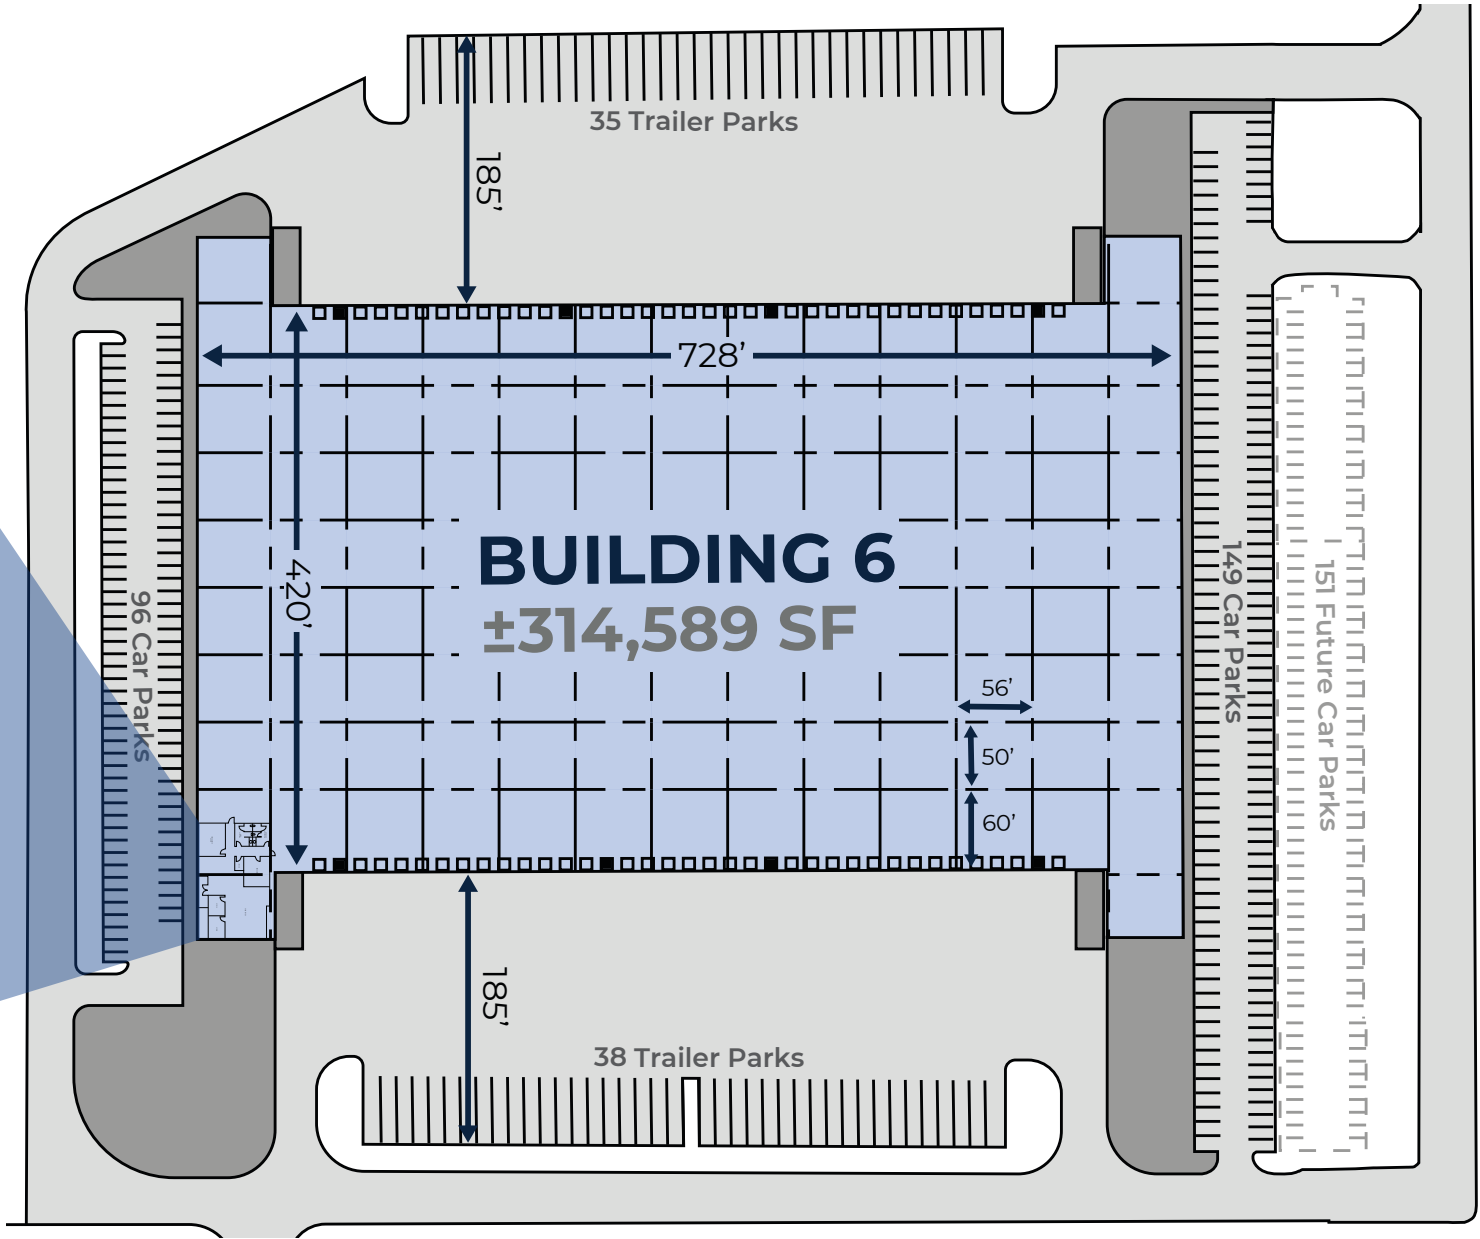 35 Trailer Parks
185’
728’
420’
BUILDING 6
±314,589 SF
56’
50’
60’
96 Car Parks
149 Car Parks
151 Future Car Parks
185’
38 Trailer Parks